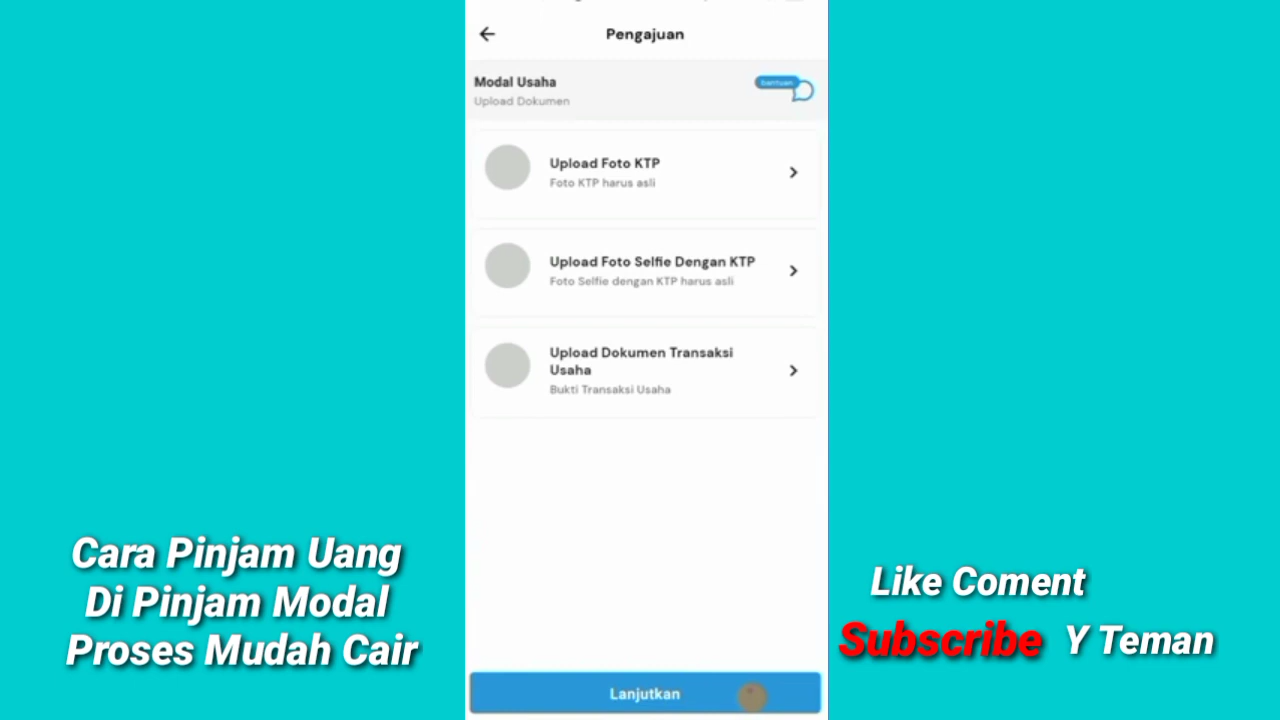 Pengajuan
Modal Usaha
Upload Dokumen
bantuan
Upload Foto KTP
Foto KTP harus asli
Upload Foto Selfie Dengan KTP
Foto Selfie dengan KTP harus asli
Upload Dokumen Transaksi
Usaha
Bukti Transaksi Usaha
Lanjutkan
Cara Pinjam Uang
Di Pinjam Modal
Proses Mudah Cair
Like Coment
Subscribe Y Teman